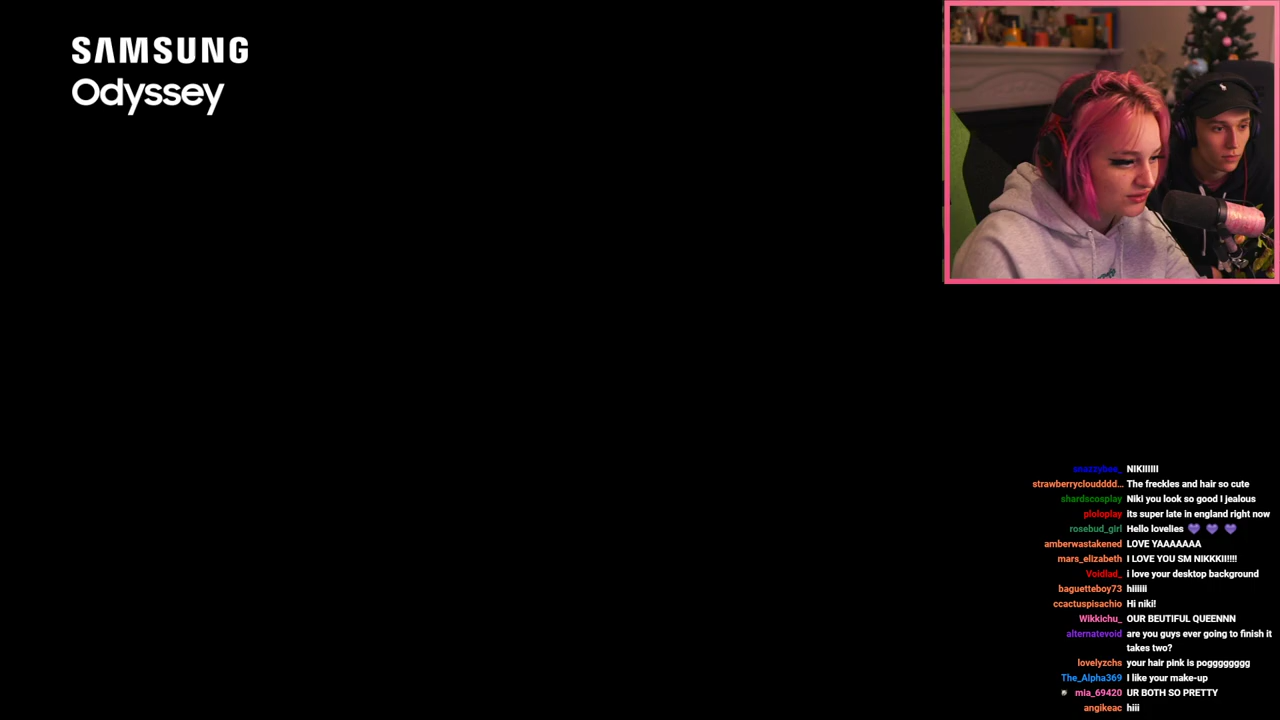 SAMSUNG
Odyssey
snazzybee_ NIKIIIIII
strawberrycloudddd... The freckles and hair so cute
shardscosplay Niki you look so good I jealous
ploloplay its super late in england right now
rosebud_girl Hello lovelies 💜 💜 💜
amberwastakened LOVE YAAAAAAA
mars_elizabeth I LOVE YOU SM NIKKKII!!!!
Voidlad_ i love your desktop background
baguetteboy73 hiiiiii
ccactuspisachio Hi niki!
Wikkichu_ OUR BEUTIFUL QUEENNN
alternatevoid are you guys ever going to finish it
takes two?
lovelyzchs your hair pink is poggggggggg
The_Alpha369 I like your make-up
mia_69420 UR BOTH SO PRETTY
angikeac hiii